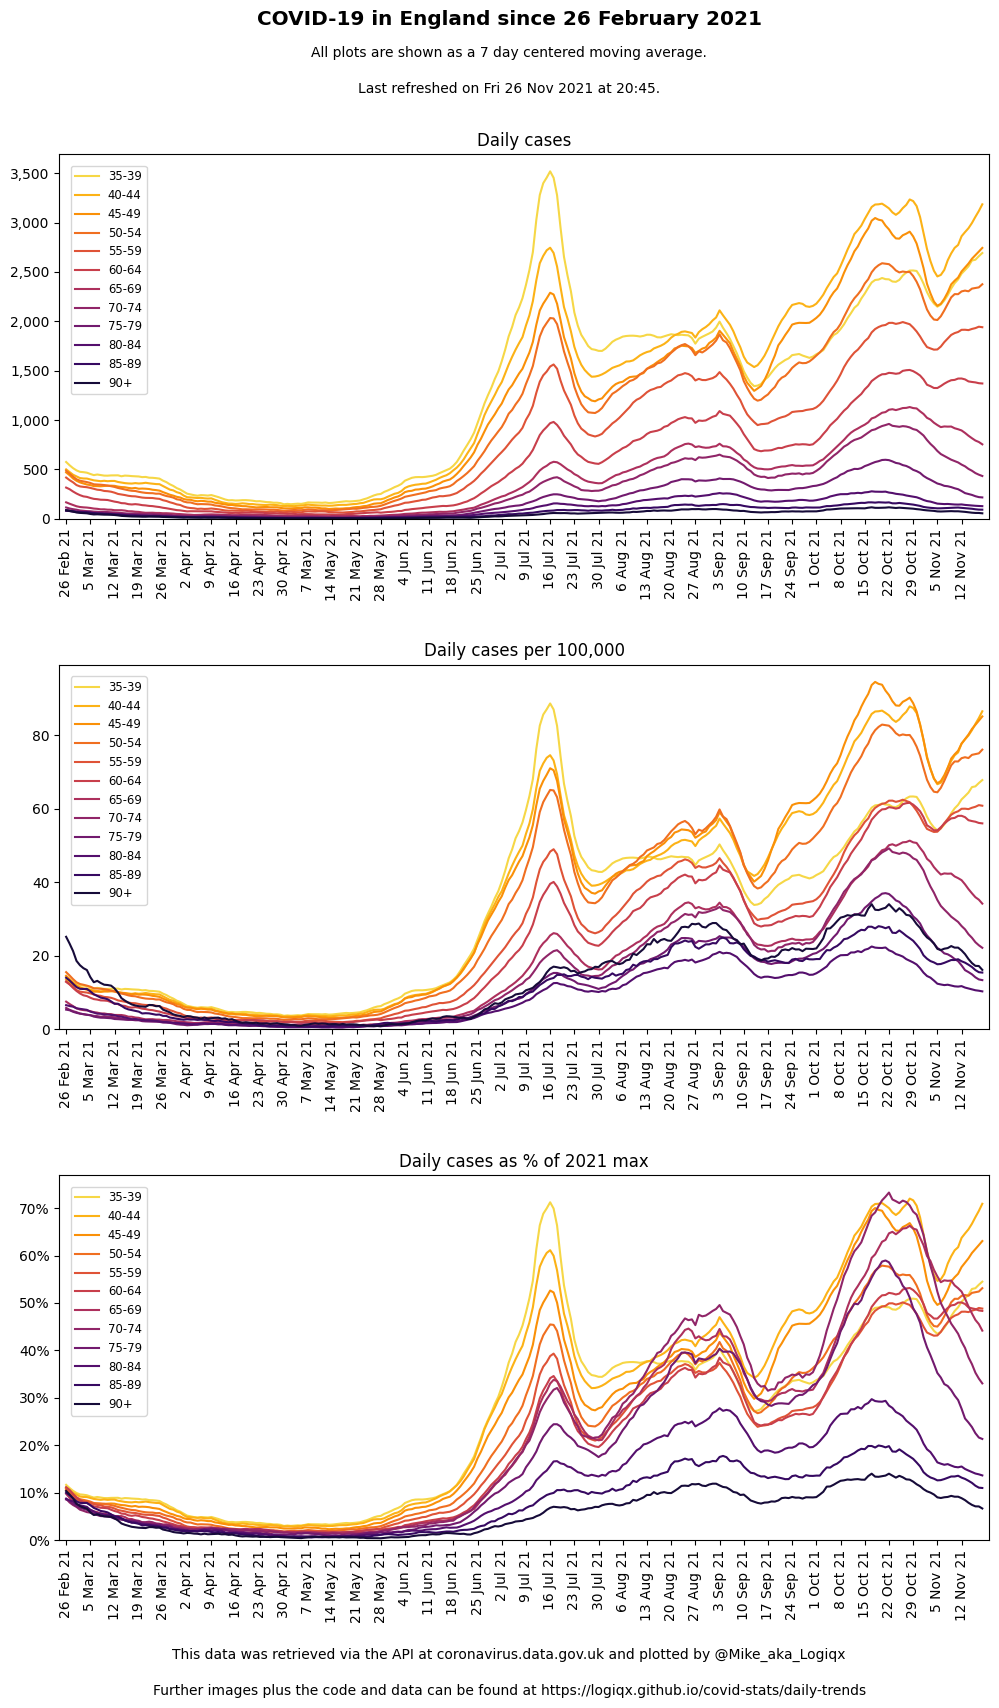 COVID-19 in England since 26 February 2021
All plots are shown as a 7 day centered moving average.
Last refreshed on Fri 26 Nov 2021 at 20:45.
Daily cases
3,500
3,000
2,500
2,000
1,500
1,000
500
0
35-39
40-44
45-49
50-54
55-59
60-64
65-69
70-74
75-79
80-84
85-89
90+
26 Feb 21
5 Mar 21
12 Mar 21
19 Mar 21
26 Mar 21
2 Apr 21
9 Apr 21
16 Apr 21
23 Apr 21
30 Apr 21
7 May 21
14 May 21
21 May 21
28 May 21
4 Jun 21
11 Jun 21
18 Jun 21
25 Jun 21
2 Jul 21
9 Jul 21
16 Jul 21
23 Jul 21
30 Jul 21
6 Aug 21
13 Aug 21
20 Aug 21
27 Aug 21
3 Sep 21
10 Sep 21
17 Sep 21
24 Sep 21
1 Oct 21
8 Oct 21
15 Oct 21
22 Oct 21
29 Oct 21
5 Nov 21
12 Nov 21
Daily cases per 100,000
80
60
40
20
0
35-39
40-44
45-49
50-54
55-59
60-64
65-69
70-74
75-79
80-84
85-89
90+
26 Feb 21
5 Mar 21
12 Mar 21
19 Mar 21
26 Mar 21
2 Apr 21
9 Apr 21
16 Apr 21
23 Apr 21
30 Apr 21
7 May 21
14 May 21
21 May 21
28 May 21
4 Jun 21
11 Jun 21
18 Jun 21
25 Jun 21
2 Jul 21
9 Jul 21
16 Jul 21
23 Jul 21
30 Jul 21
6 Aug 21
13 Aug 21
20 Aug 21
27 Aug 21
3 Sep 21
10 Sep 21
17 Sep 21
24 Sep 21
1 Oct 21
8 Oct 21
15 Oct 21
22 Oct 21
29 Oct 21
5 Nov 21
12 Nov 21
Daily cases as % of 2021 max
70%
60%
50%
40%
30%
20%
10%
0%
35-39
40-44
45-49
50-54
55-59
60-64
65-69
70-74
75-79
80-84
85-89
90+
26 Feb 21
5 Mar 21
12 Mar 21
19 Mar 21
26 Mar 21
2 Apr 21
9 Apr 21
16 Apr 21
23 Apr 21
30 Apr 21
7 May 21
14 May 21
21 May 21
28 May 21
4 Jun 21
11 Jun 21
18 Jun 21
25 Jun 21
2 Jul 21
9 Jul 21
16 Jul 21
23 Jul 21
30 Jul 21
6 Aug 21
13 Aug 21
20 Aug 21
27 Aug 21
3 Sep 21
10 Sep 21
17 Sep 21
24 Sep 21
1 Oct 21
8 Oct 21
15 Oct 21
22 Oct 21
29 Oct 21
5 Nov 21
12 Nov 21
This data was retrieved via the API at coronavirus.data.gov.uk and plotted by @Mike_aka_Logiqx
Further images plus the code and data can be found at https://logiqx.github.io/covid-stats/daily-trends